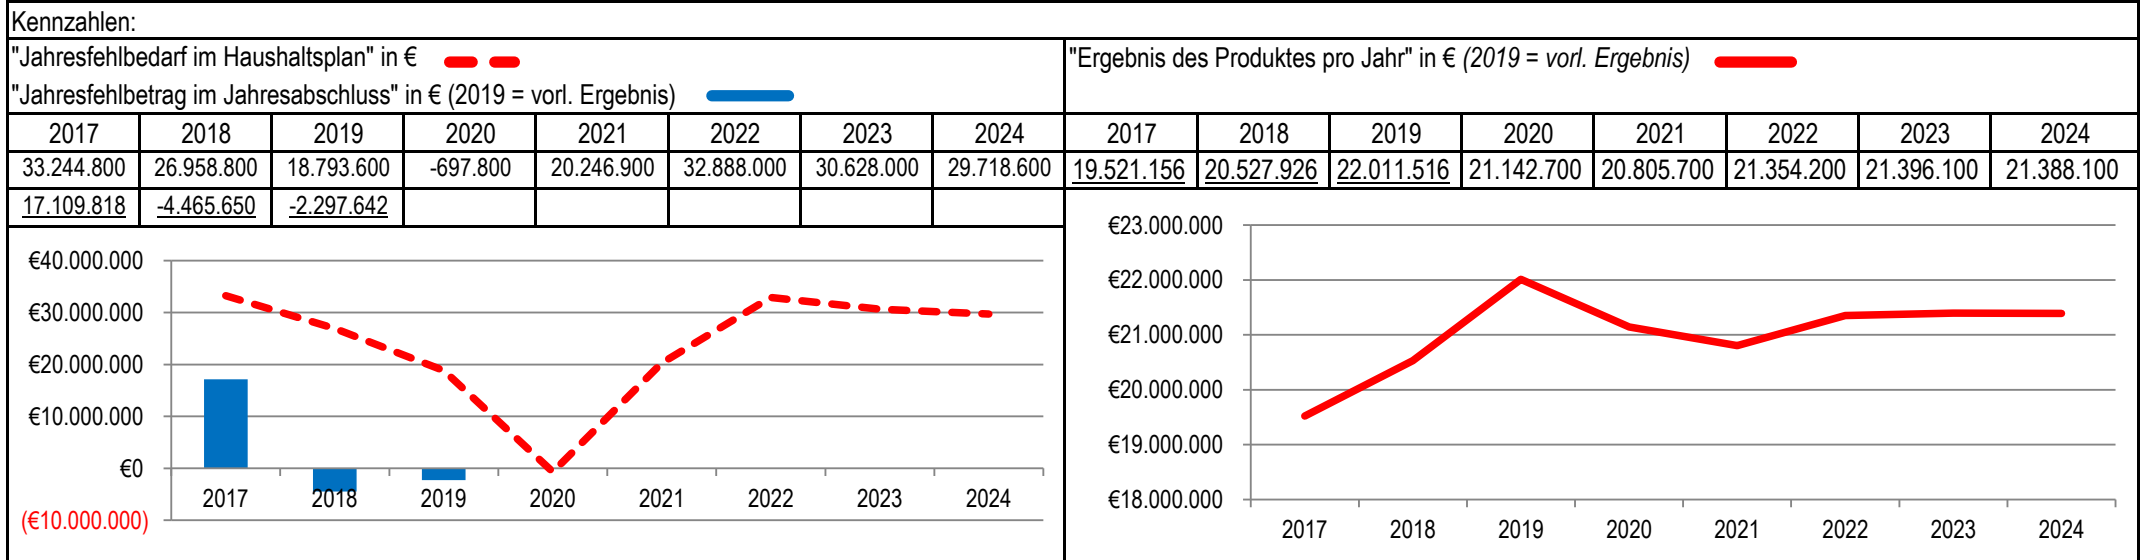 Kennzahlen:
"Jahresfehlbedarf im Haushaltsplan" in €
"Jahresfehlbetrag im Jahresabschluss" in € (2019 = vorl. Ergebnis)
2017 2018 2019 2020 2021 2022 2023 2024
33.244.800 26.958.800 18.793.600 -697.800 20.246.900 32.888.000 30.628.000 29.718.600
17.109.818 -4.465.650 -2.297.642
€40.000.000
€30.000.000
€20.000.000
€10.000.000
€0
(€10.000.000)
2017 2018 2019 2020 2021 2022 2023 2024
"Ergebnis des Produktes pro Jahr" in € (2019 = vorl. Ergebnis)
2017 2018 2019 2020 2021 2022 2023 2024
19.521.156 20.527.926 22.011.516 21.142.700 20.805.700 21.354.200 21.396.100 21.388.100
€23.000.000
€22.000.000
€21.000.000
€20.000.000
€19.000.000
€18.000.000
2017 2018 2019 2020 2021 2022 2023 2024